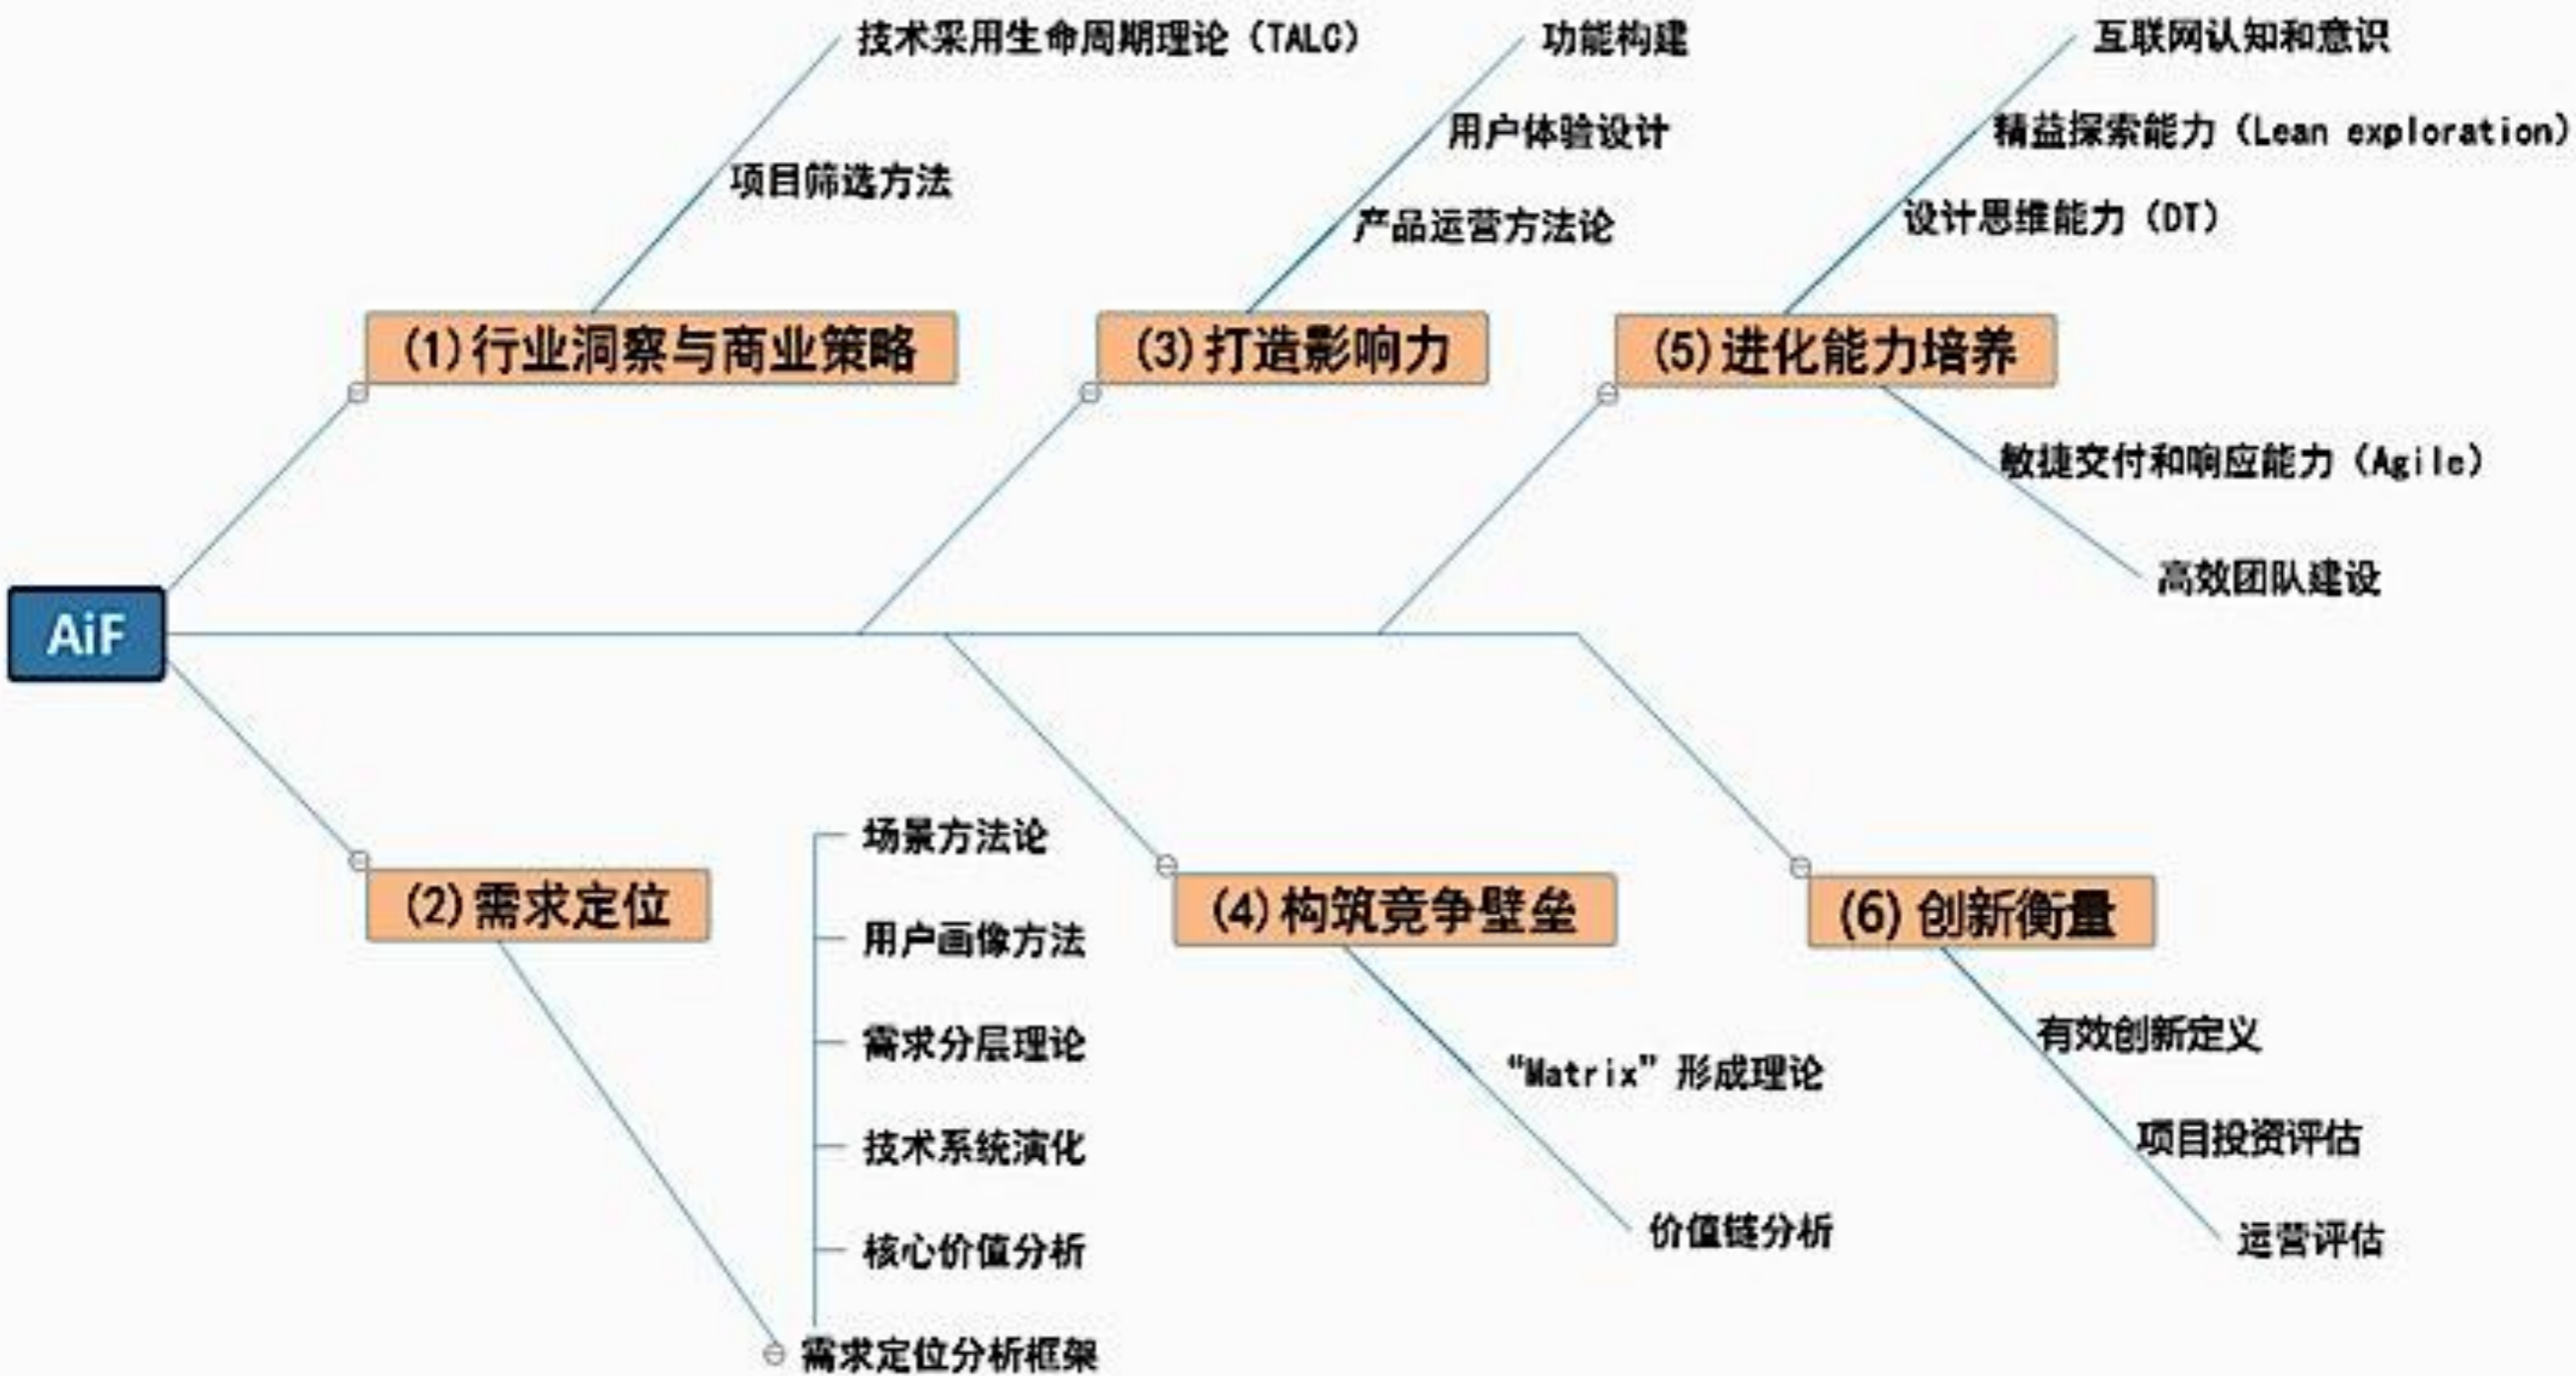 技术采用生命周期理论（TALC）
项目筛选方法
(1)行业洞察与商业策略
功能构建
用户体验设计
产品运营方法论
(3)打造影响力
互联网认知和意识
精益探索能力（Lean exploration）
设计思维能力（DT）
(5)进化能力培养
敏捷交付和响应能力（Agile）
高效团队建设
AiF
(2)需求定位
场景方法论
用户画像方法
需求分层理论
技术系统演化
核心价值分析
需求定位分析框架
(4)构筑竞争壁垒
“Matrix”形成理论
价值链分析
(6) 创新衡量
有效创新定义
项目投资评估
运营评估